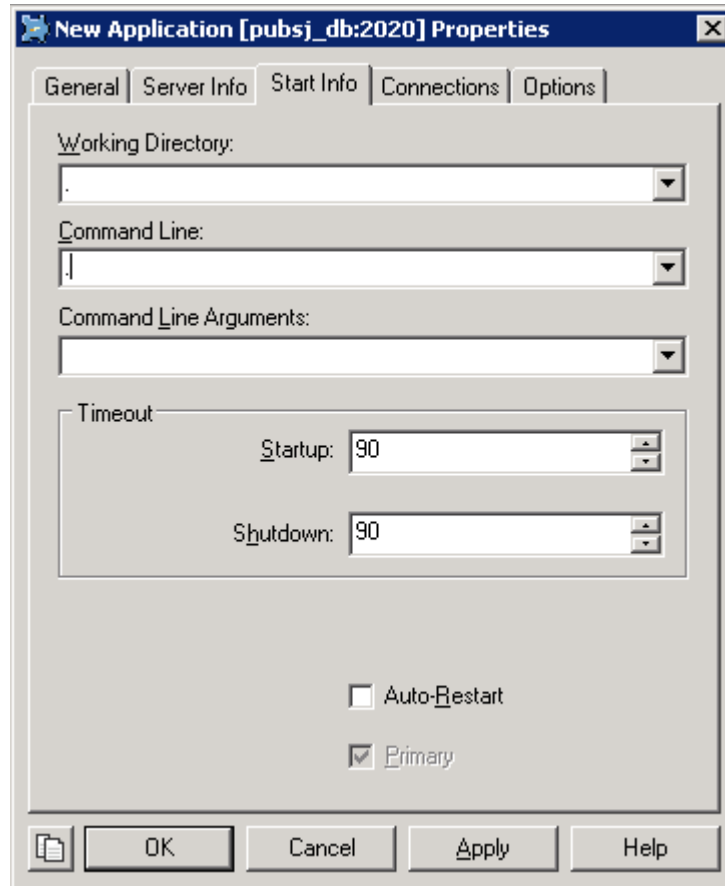 New Application [pubsj_db:2020] Properties
General Server Info Start Info Connections Options
Working Directory:
.
Command Line:
.
Command Line Arguments:
Timeout
Startup: 90
Shutdown: 90
Auto-Restart
Primary
OK Cancel Apply Help